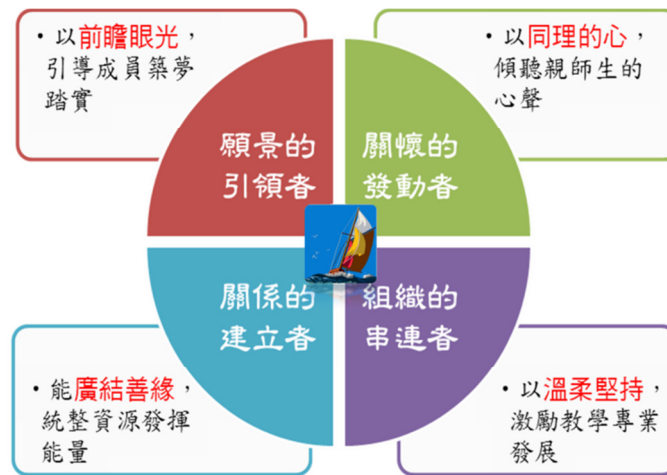 以前瞻眼光，
引導成員築夢
踏實
以同理的心，
傾聽親師生的
心聲
願景的
引領者
關懷的
發動者
關係的
建立者
組織的
串連者
能廣結善緣，
統整資源發揮
能量
以溫柔堅持，
激勵教學專業
發展